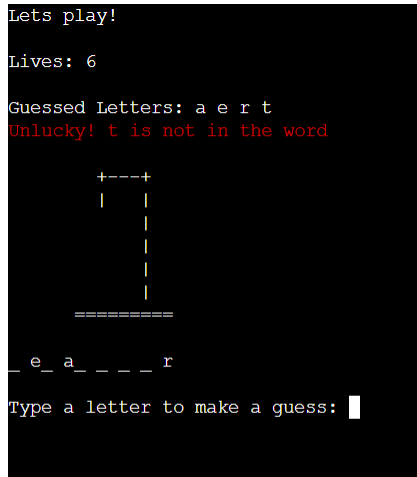 Lets play!
Lives: 6
Guessed Letters: a e r t
Unlucky! t is not in the word
+---+
|   |
|
|
|
|
=========
_ e_ a_ _ _ _ r
Type a letter to make a guess: